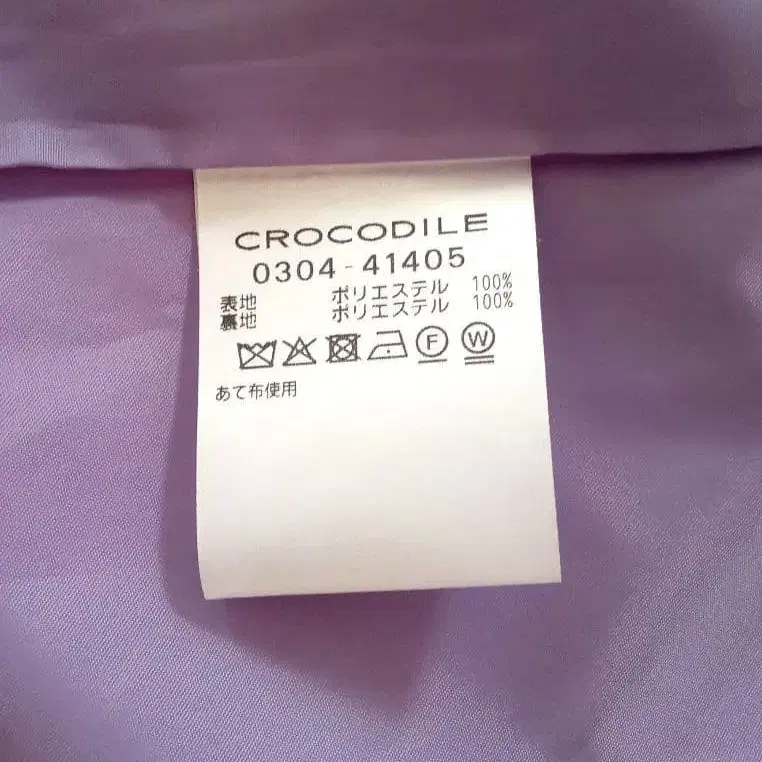 CROCODILE
0304-41405
表地 ポリエステル 100%
裏地 ポリエステル 100%
F W
あて布使用